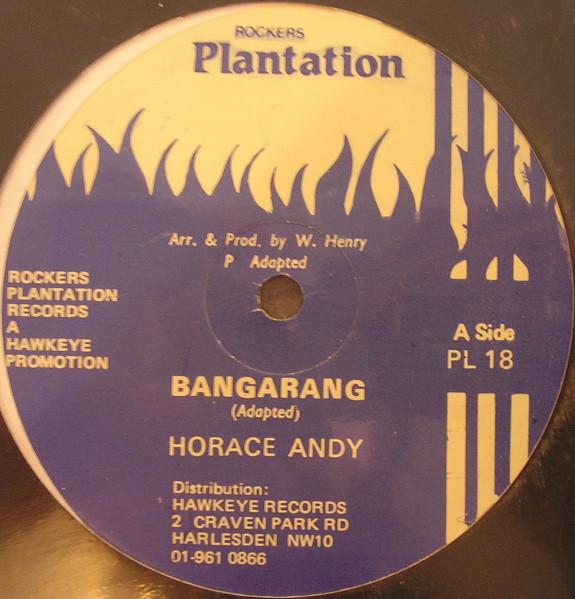 ROCKERS
Plantation
Arr. & Prod. by W. Henry
P Adapted
ROCKERS
PLANTATION
RECORDS
A
HAWKEYE
PROMOTION
A Side
PL 18
BANGARANG
(Adapted)
HORACE ANDY
Distribution:
HAWKEYE RECORDS
2 CRAVEN PARK RD
HARLESDEN NW10
01-961 0866